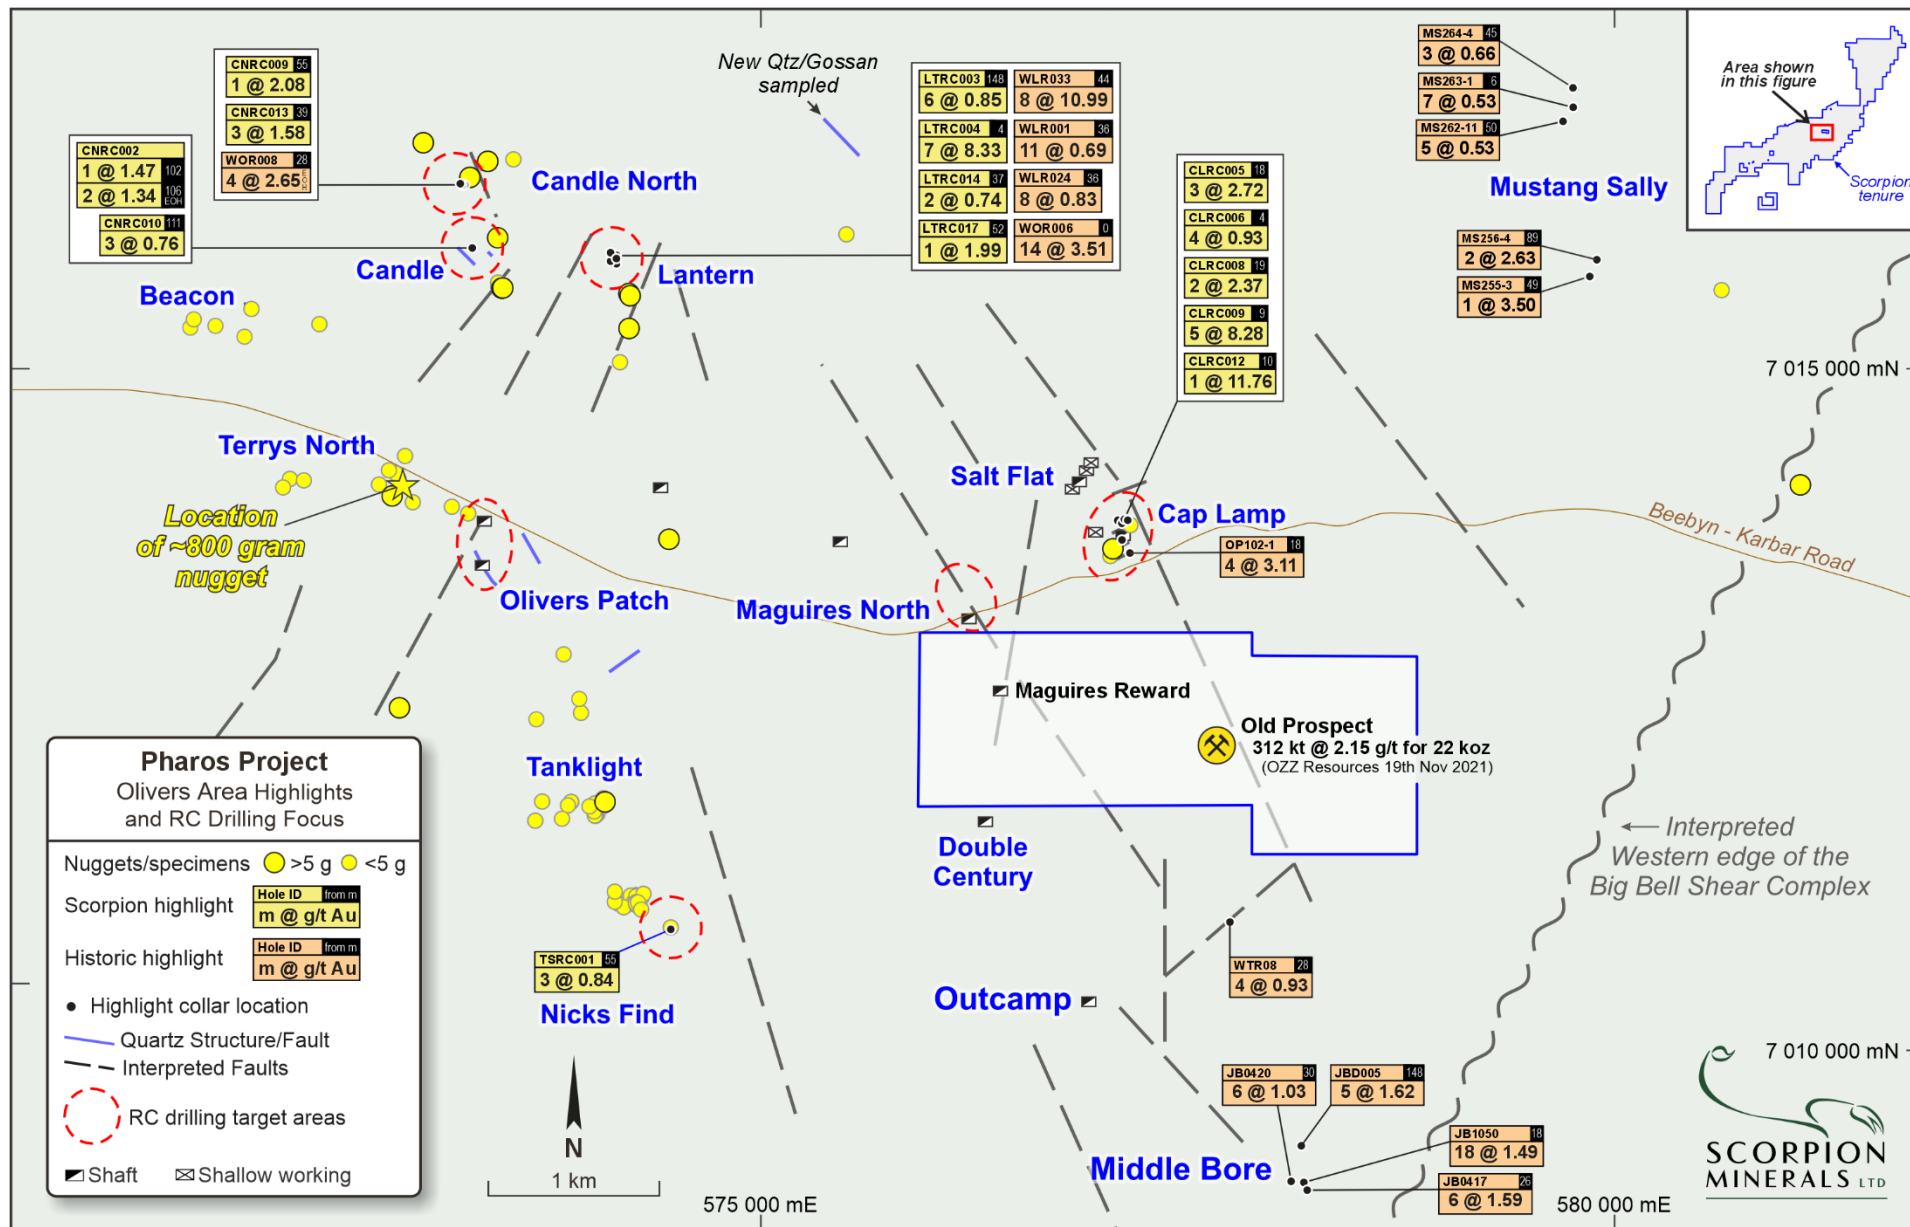 CNRC009 55
1 @ 2.08
CNRC013 39
3 @ 1.58
WOR008 28
4 @ 2.65 EOH
CNRC002
1 @ 1.47 102
2 @ 1.34 106 EOH
CNRC010 111
3 @ 0.76
Candle North
Candle
Lantern
Beacon
New Qtz/Gossan
sampled
LTRC003 148
6 @ 0.85
LTRC004 4
7 @ 8.33
LTRC014 37
2 @ 0.74
LTRC017 52
1 @ 1.99
WLR033 44
8 @ 10.99
WLR001 36
11 @ 0.69
WLR024 36
8 @ 0.83
WOR006 0
14 @ 3.51
CLRC005 18
3 @ 2.72
CLRC006 4
4 @ 0.93
CLRC008 19
2 @ 2.37
CLRC009 9
5 @ 8.28
CLRC012 10
1 @ 11.76
MS264-4 45
3 @ 0.66
MS263-1 6
7 @ 0.53
MS262-11 50
5 @ 0.53
Mustang Sally
MS256-4 89
2 @ 2.63
MS255-3 49
1 @ 3.50
Area shown
in this figure
Scorpion
tenure
7 015 000 mN
Terrys North
Location
of ~800 gram
nugget
Olivers Patch
Salt Flat
Cap Lamp
OP102-1 18
4 @ 3.11
Beebyn - Karbar Road
Maguires North
Maguires Reward
Old Prospect
312 kt @ 2.15 g/t for 22 koz
(OZZ Resources 19th Nov 2021)
Tanklight
Double
Century
Interpreted
Western edge of the
Big Bell Shear Complex
TSRC001 55
3 @ 0.84
Nicks Find
WTR08 28
4 @ 0.93
Outcamp
7 010 000 mN
JB0420 30
6 @ 1.03
JBD005 148
5 @ 1.62
JB1050 18
18 @ 1.49
JB0417 26
6 @ 1.59
Middle Bore
Pharos Project
Olivers Area Highlights
and RC Drilling Focus
Nuggets/specimens >5 g <5 g
Scorpion highlight
Hole ID from m
m @ g/t Au
Historic highlight
Hole ID from m
m @ g/t Au
Highlight collar location
Quartz Structure/Fault
Interpreted Faults
RC drilling target areas
Shaft
Shallow working
N
1 km
575 000 mE
580 000 mE
SCORPION
MINERALS LTD